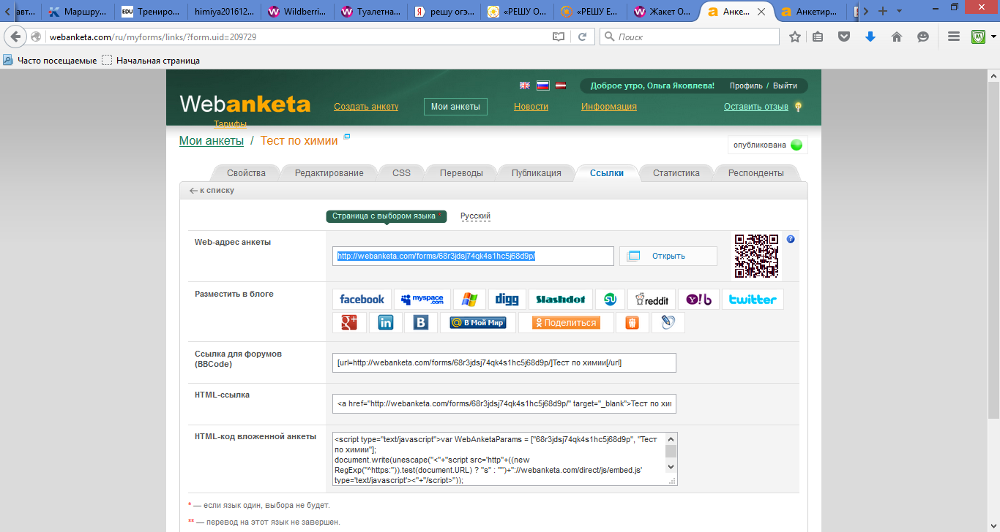 авт...
Маршру...
EDU Трениро...
himiya201612...
Wildberri...
Туалетна...
Я решу огэ...
«РЕШУ О...
«РЕШУ Е...
Жакет О...
Анке...
Анкетир...
webanketa.com/ru/myforms/links/?form.uid=209729
Поиск
Часто посещаемые
Начальная страница
Доброе утро, Ольга Яковлева!
Профиль / Выйти
Webanketa
Создать анкету
Мои анкеты
Новости
Информация
Оставить отзыв
Тарифы
Мои анкеты / Тест по химии
опубликована
Свойства
Редактирование
CSS
Переводы
Публикация
Ссылки
Статистика
Респонденты
к списку
Страница с выбором языка *
Русский
Web-адрес анкеты
http://webanketa.com/forms/68r3jdsj74qk4s1hc5j68d9p/
Открыть
Разместить в блоге
facebook
myspace.com
digg
Slashdot
reddit
Y!b
twitter
g+
in
B
@ В Мой Мир
Поделиться
Ссылка для форумов
(BBCode)
[url=http://webanketa.com/forms/68r3jdsj74qk4s1hc5j68d9p/]Тест по химии[/url]
HTML-ссылка
<a href="http://webanketa.com/forms/68r3jdsj74qk4s1hc5j68d9p/" target="_blank">Тест по хи
HTML-код вложенной анкеты
<script type="text/javascript">var WebAnketaParams = ["68r3jdsj74qk4s1hc5j68d9p", "Тест
по химии"];
document.write(unescape("<"+"script src='http"+((new
RegExp("^https:")).test(document.URL) ? "s" : "")+"://webanketa.com/direct/js/embed.js'
type='text/javascript'><"+"/script>"));
* — если язык один, выбора не будет.
** — перевод на этот язык не завершен.